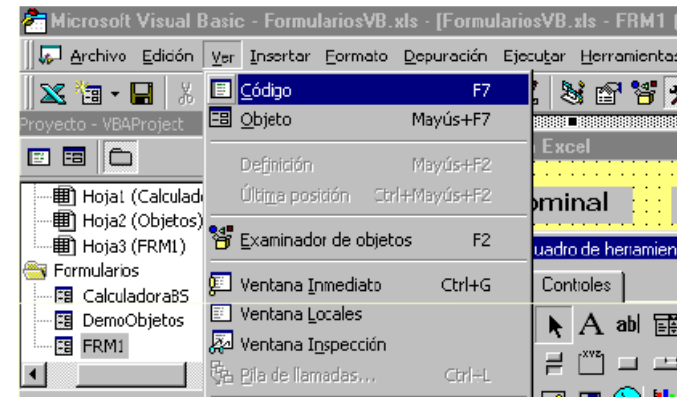 Microsoft Visual Basic - FormulariosVB.xls - [FormulariosVB.xls - FRM1
Archivo Edición Ver Insertar Formato Depuración Ejecutar Herramientas
Código F7
Proyecto - VBAProject
Objeto Mayús+F7
Excel
Definición Mayús+F2
Hoja1 (Calculad
Última posición Ctrl+Mayús+F2
ominal
Hoja2 (Objetos)
Hoja3 (FRM1)
Examinador de objetos F2
uadro de herramien
Formularios
CalculadoraBS
Ventana Inmediato Ctrl+G
Controles
DemoObjetos
Ventana Locales
A ab
FRM1
Ventana Inspección
xyz
Pila de llamadas... Ctrl+L